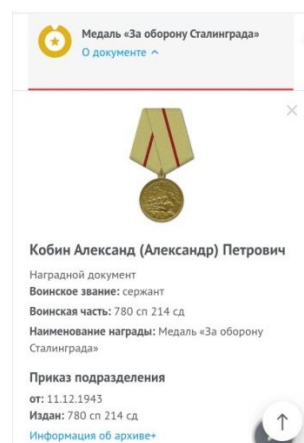 Медаль «За оборону Сталинграда»
О документе
Кобин Александ (Александр) Петрович
Наградной документ
Воинское звание: сержант
Воинская часть: 780 сп 214 сд
Наименование награды: Медаль «За оборону
Сталинграда»
Приказ подразделения
от: 11.12.1943
Издан: 780 сп 214 сд
Информация об архиве+